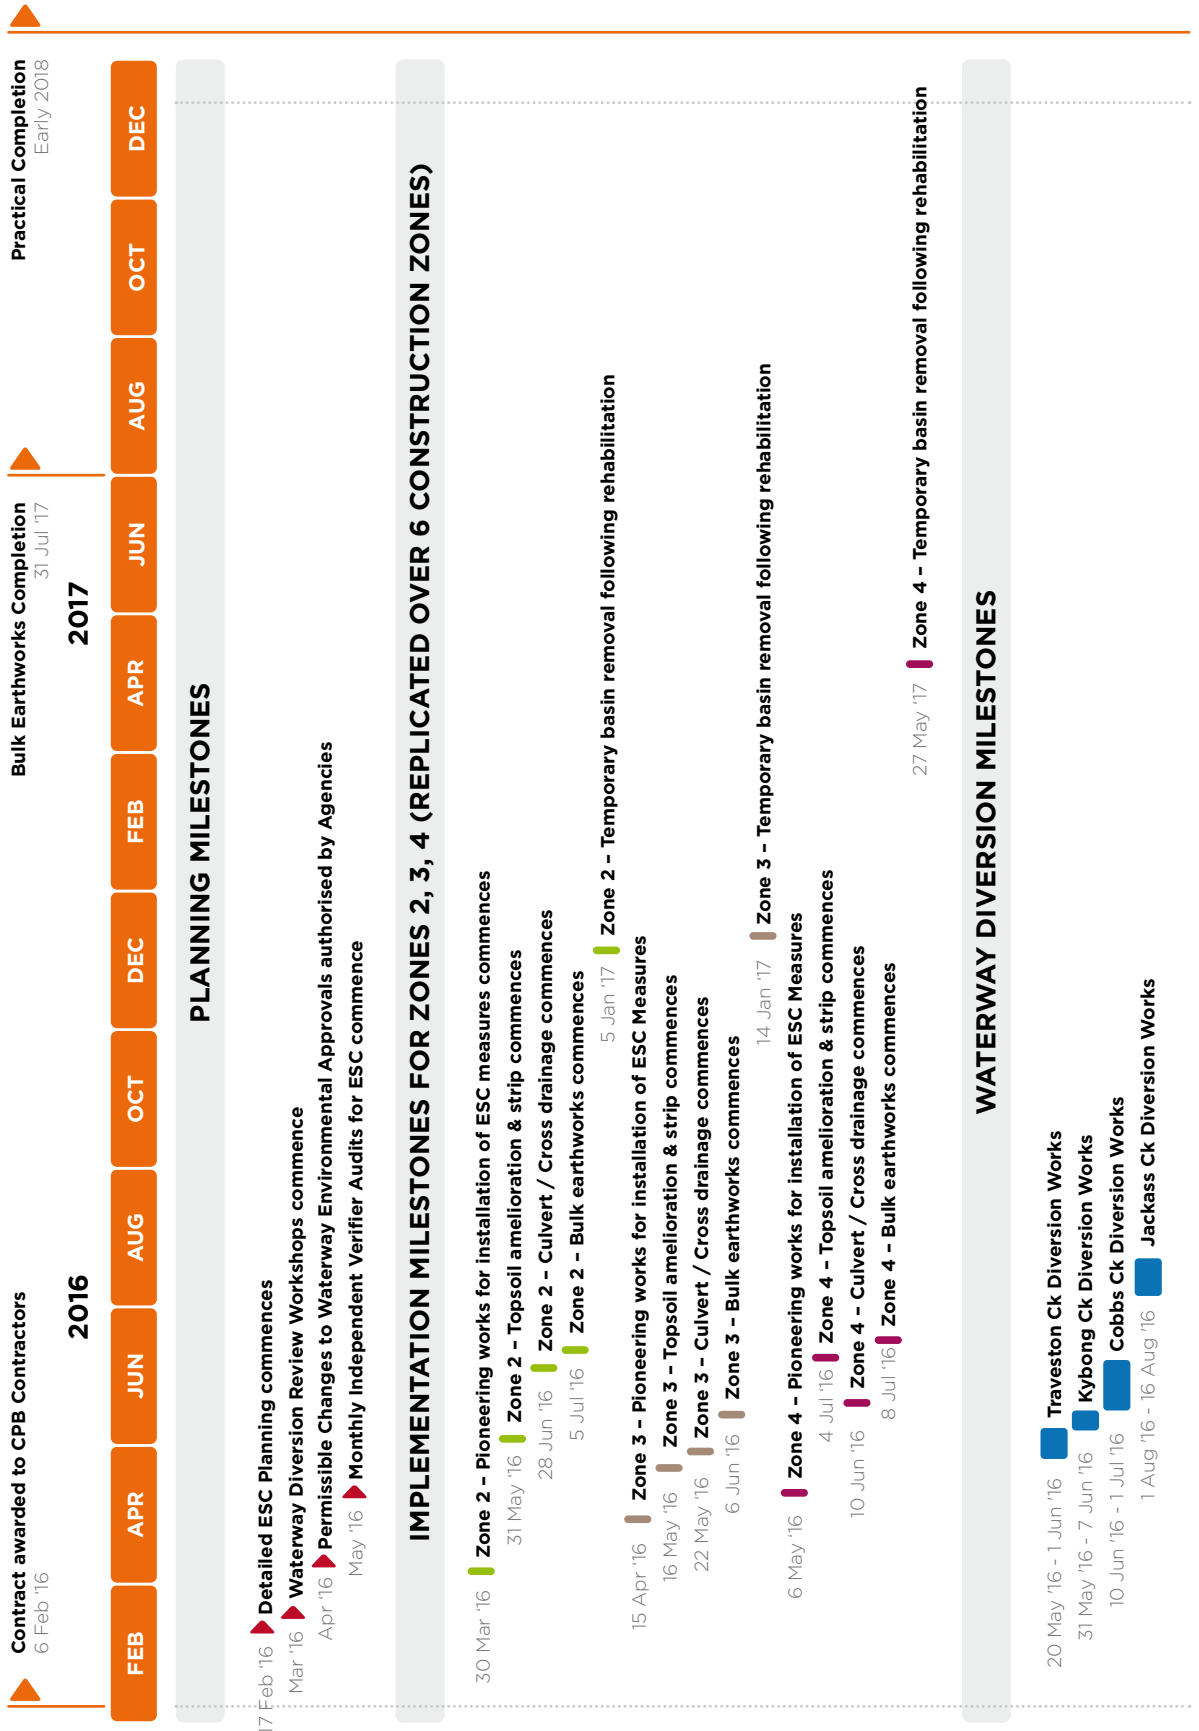 Contract awarded to CPB Contractors
6 Feb ‘16
Bulk Earthworks Completion
31 Jul ‘17
Practical Completion
Early 2018
2016
2017
FEB
APR
JUN
AUG
OCT
DEC
FEB
APR
JUN
AUG
OCT
DEC
PLANNING MILESTONES
17 Feb ‘16 Detailed ESC Planning commences
Mar ‘16 Waterway Diversion Review Workshops commence
Apr ‘16 Permissible Changes to Waterway Environmental Approvals authorised by Agencies
May ‘16 Monthly Independent Verifier Audits for ESC commence
IMPLEMENTATION MILESTONES FOR ZONES 2, 3, 4 (REPLICATED OVER 6 CONSTRUCTION ZONES)
30 Mar ‘16 Zone 2 – Pioneering works for installation of ESC measures commences
31 May ‘16 Zone 2 – Topsoil amelioration & strip commences
28 Jun ‘16 Zone 2 – Culvert / Cross drainage commences
5 Jul ‘16 Zone 2 – Bulk earthworks commences
5 Jan ‘17 Zone 2 – Temporary basin removal following rehabilitation
15 Apr ‘16 Zone 3 – Pioneering works for installation of ESC Measures
16 May ‘16 Zone 3 – Topsoil amelioration & strip commences
22 May ‘16 Zone 3 – Culvert / Cross drainage commences
6 Jun ‘16 Zone 3 – Bulk earthworks commences
14 Jan ‘17 Zone 3 – Temporary basin removal following rehabilitation
6 May ‘16 Zone 4 – Pioneering works for installation of ESC Measures
4 Jul ‘16 Zone 4 – Topsoil amelioration & strip commences
10 Jun ‘16 Zone 4 – Culvert / Cross drainage commences
8 Jul ‘16 Zone 4 – Bulk earthworks commences
27 May ‘17 Zone 4 – Temporary basin removal following rehabilitation
WATERWAY DIVERSION MILESTONES
20 May ‘16 - 1 Jun ‘16 Traveston Ck Diversion Works
31 May ‘16 - 7 Jun ‘16 Kybong Ck Diversion Works
10 Jun ‘16 - 1 Jul ‘16 Cobbs Ck Diversion Works
1 Aug ‘16 - 16 Aug ‘16 Jackass Ck Diversion Works